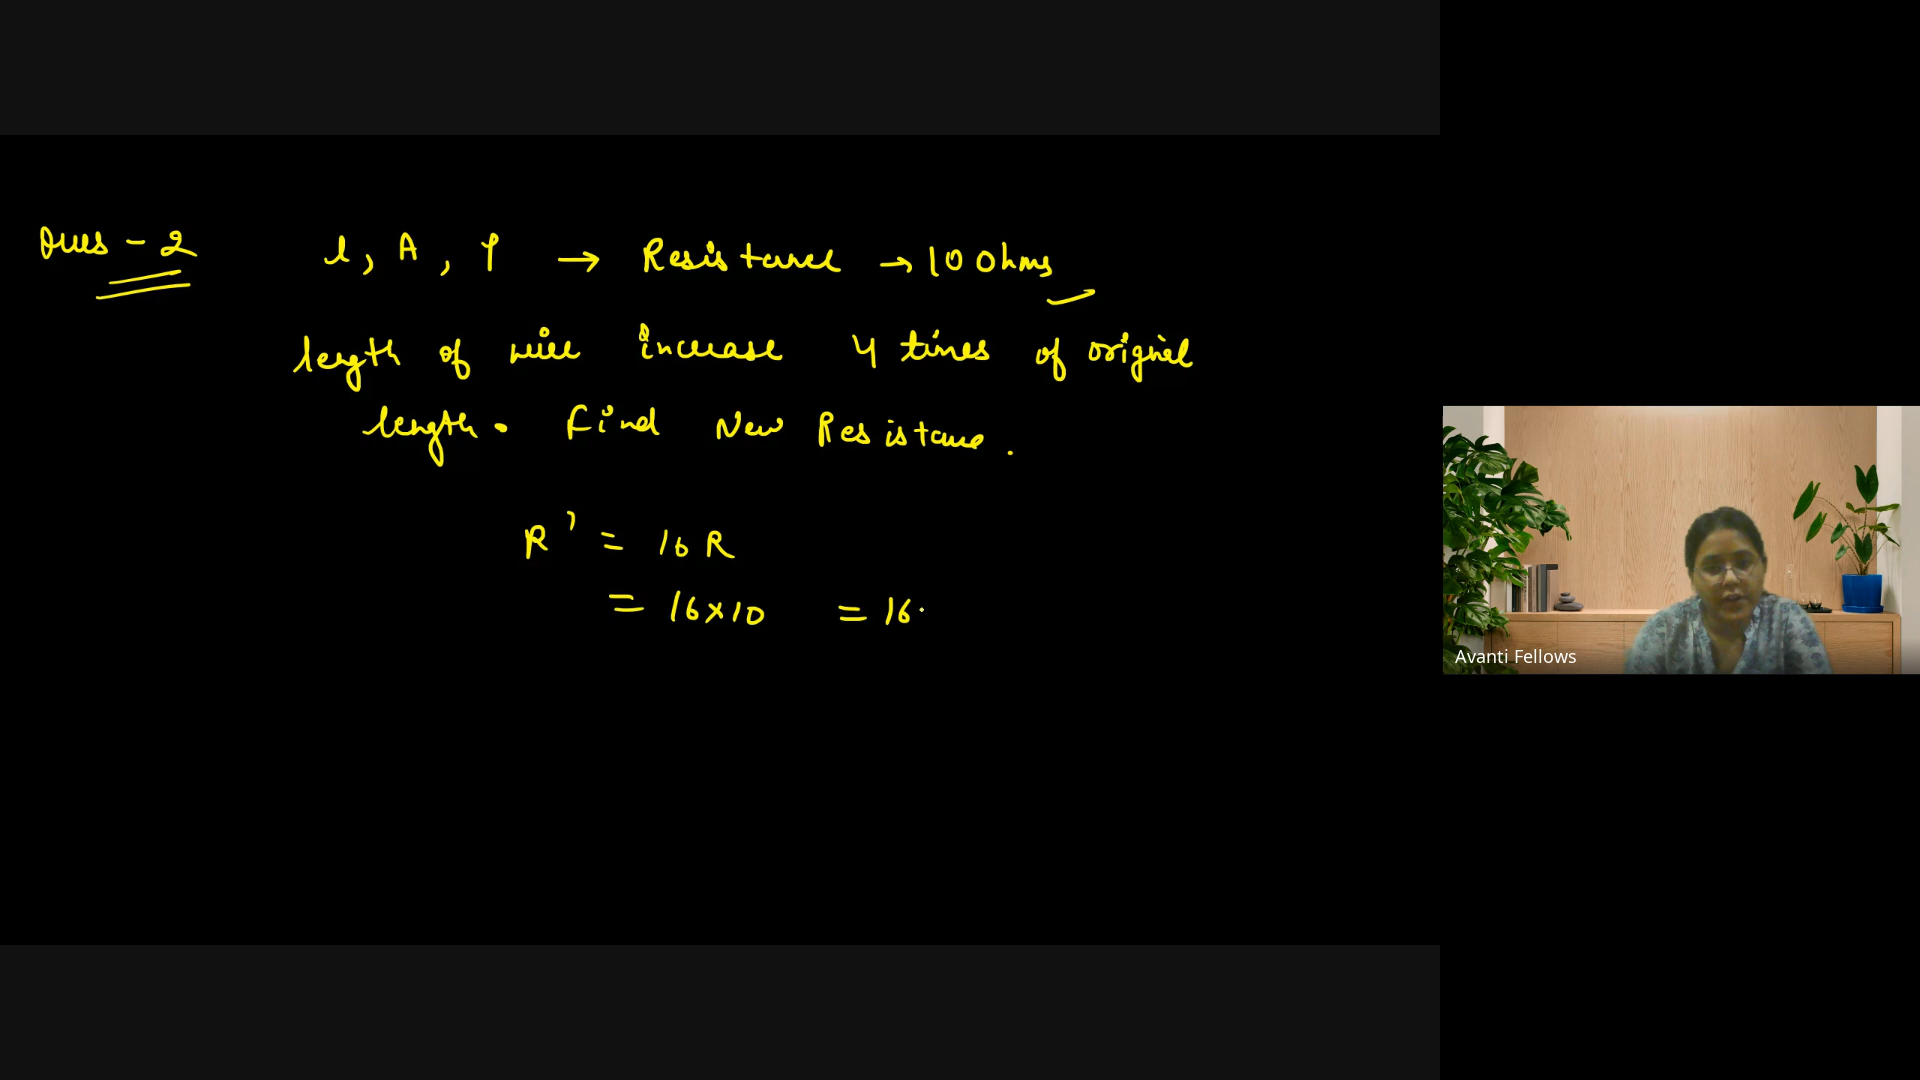 Ques - 2 l, A, ρ → Resistance → 10 ohms
length of wire increase 4 times of original
length. Find New Resistance.
R' = 16 R
= 16×10 = 16
Avanti Fellows